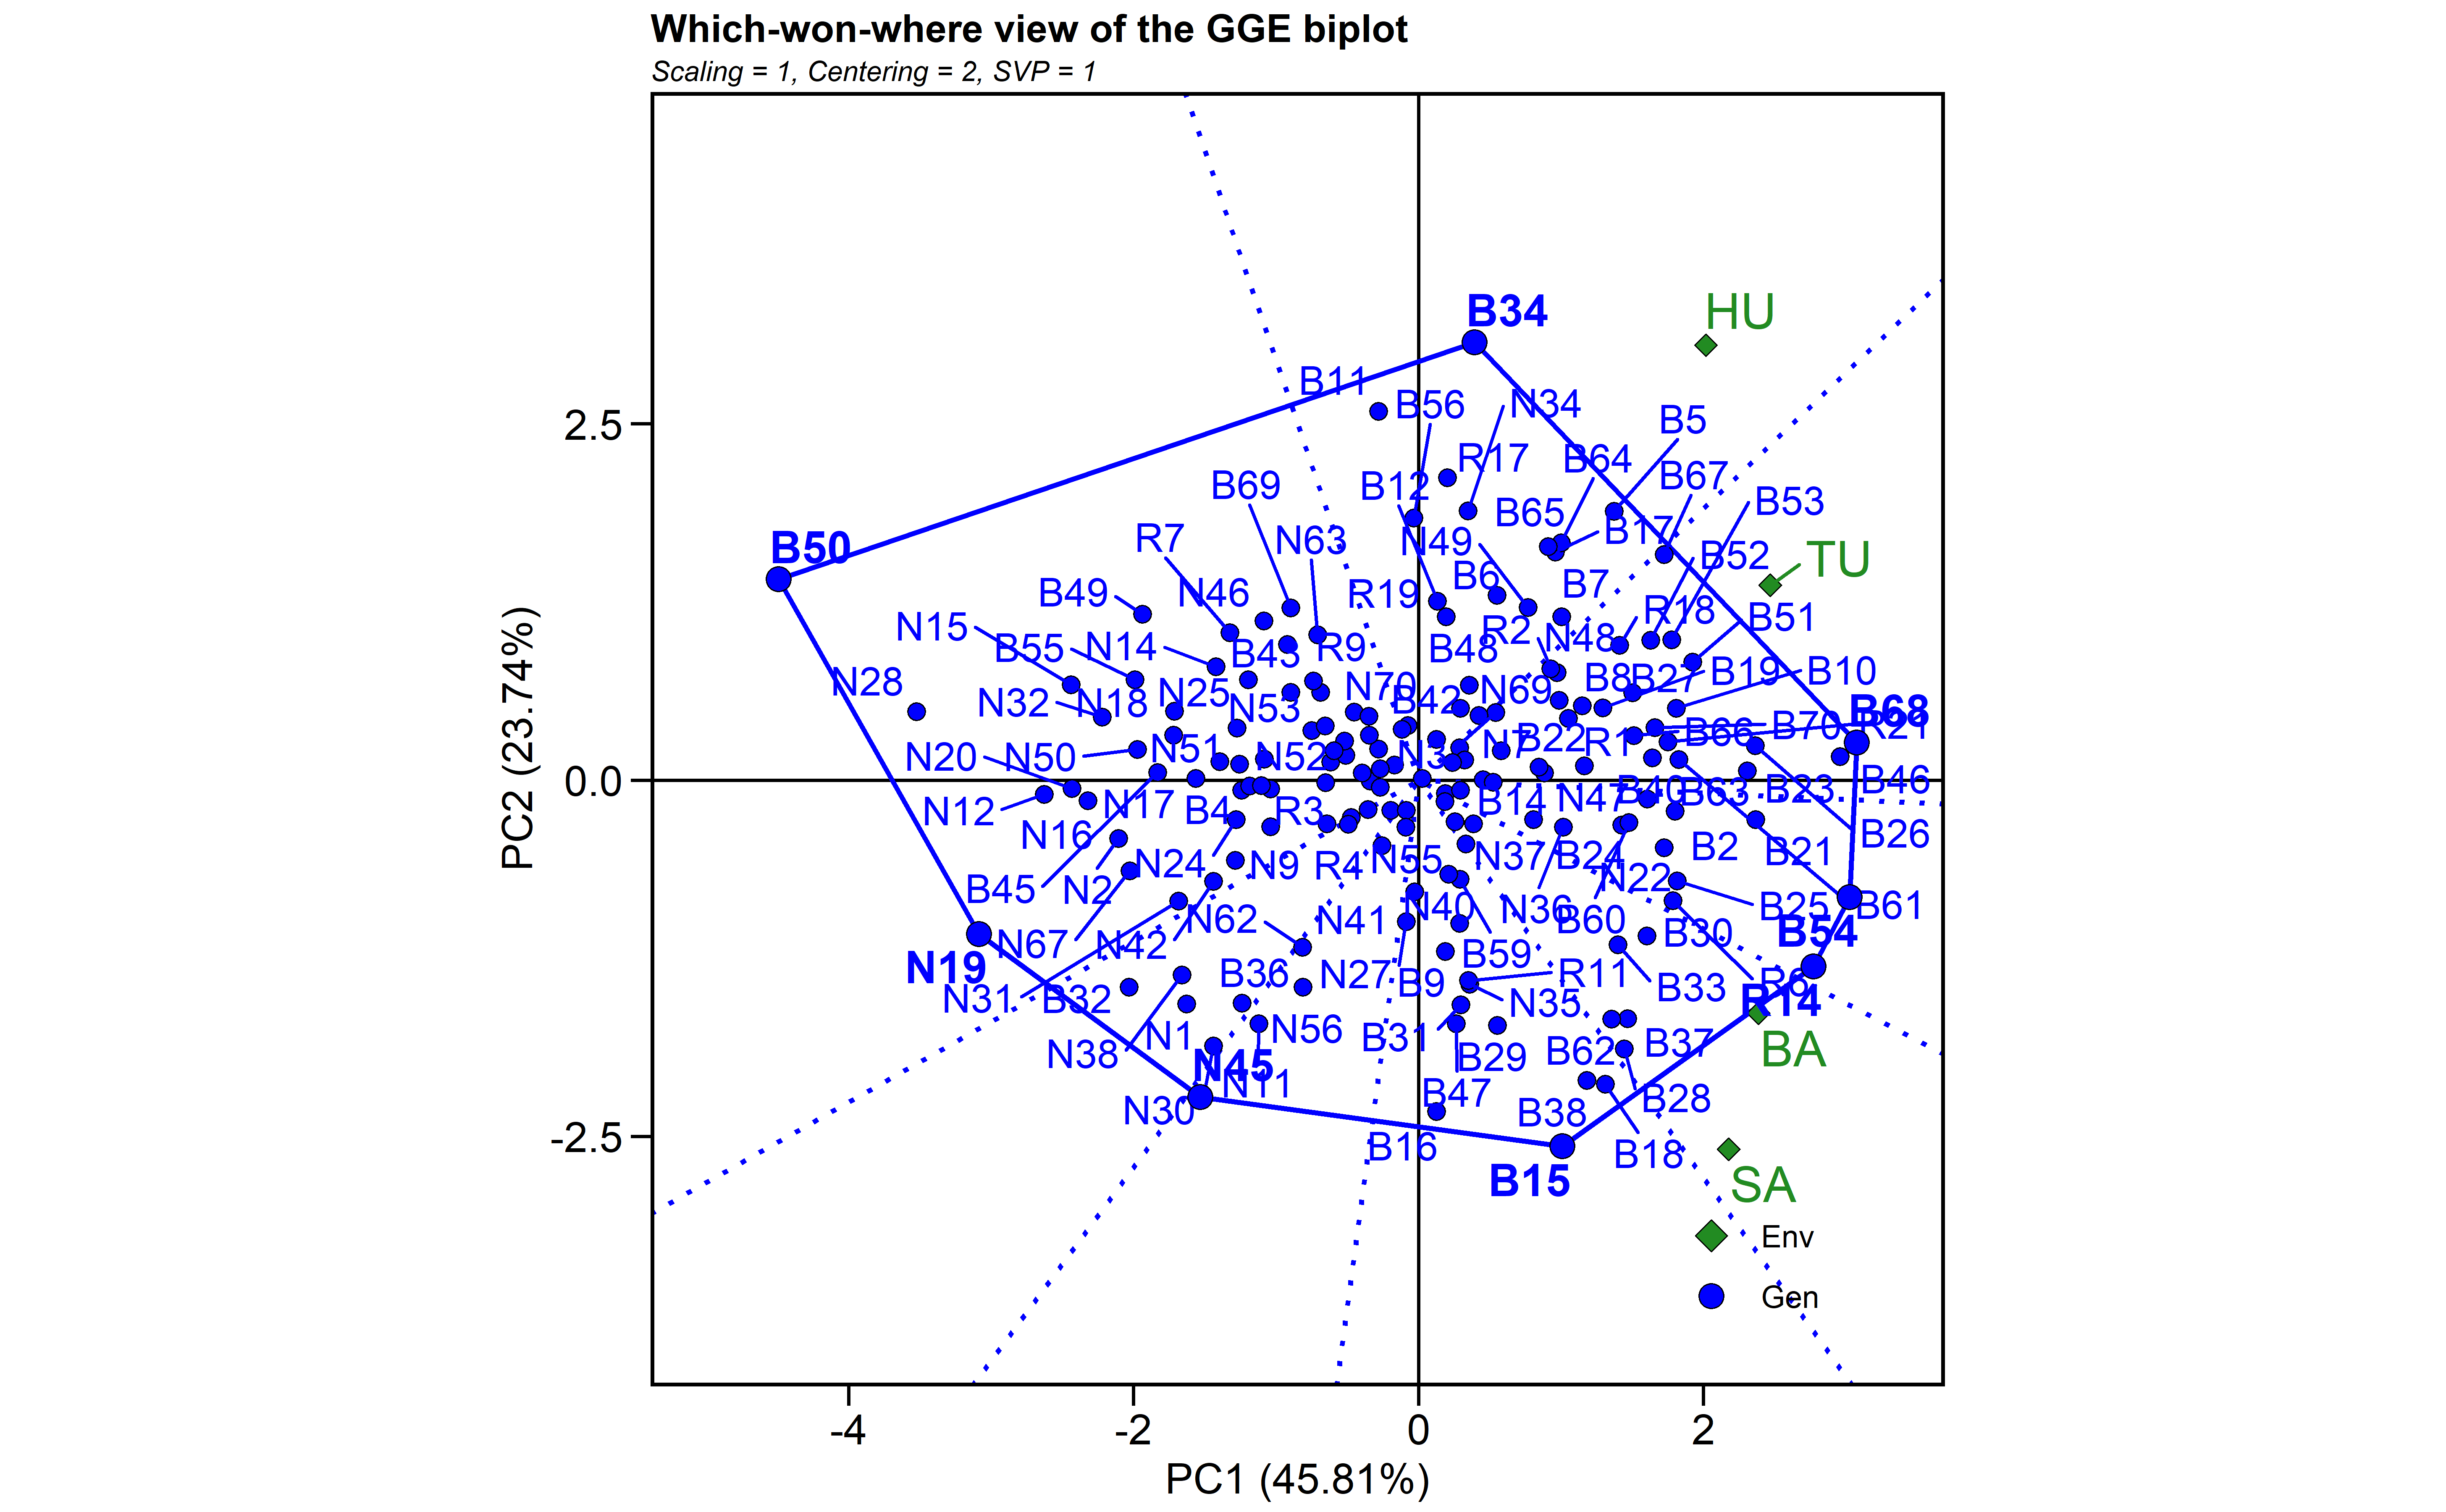 Which-won-where view of the GGE biplot
Scaling = 1, Centering = 2, SVP = 1
HU
B34
B11
B56
N34
B5
2.5
R17
B64
B67
B69
B12
B65
B53
R7
N63
N49
B17
B50
B52
TU
B49
N46
R19
B6
B7
R18
B51
N15
B55
N14
B43
R9
B48
R2
N48
N28
N32
N18
N25
N53
N70
B42
N69
B8
B27
B19
B10
B68
N20
N50
N51
N52
N3
N7
B22
R1
B66
B70
R21
0.0
N12
N17
B4
R3
B14
N47
B40
B63
B23
B46
N16
N24
N9
R4
N55
N37
B24
B2
B21
B26
B45
N2
N62
N41
N40
N36
N22
B60
B25
B61
N19
N67
N42
B59
B30
B54
N31
B32
B36
N27
B9
R11
N35
B33
R6
R14
N38
N1
N56
B31
B29
B62
B37
BA
N45
N11
N30
B47
B38
B28
-2.5
B16
B15
B18
SA
Env
Gen
-4
-2
0
2
PC1 (45.81%)
PC2 (23.74%)